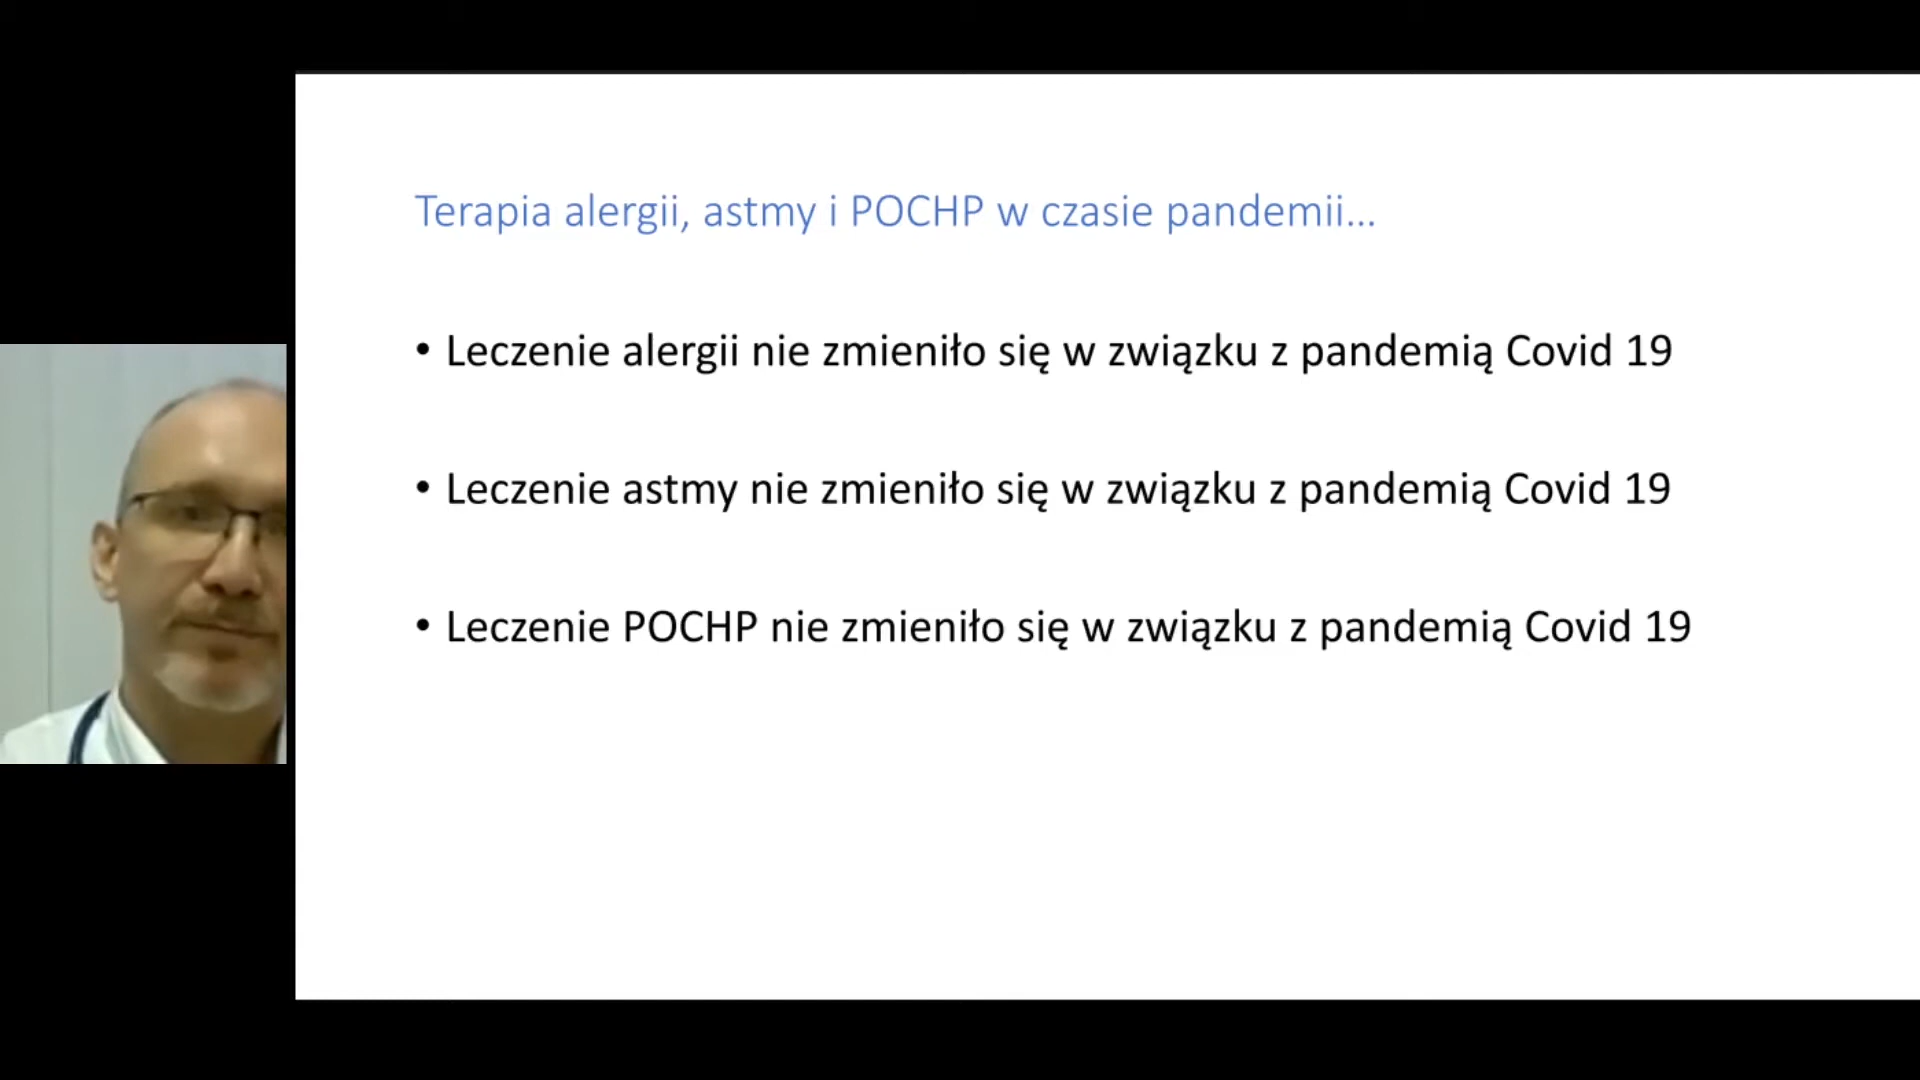 Terapia alergii, astmy i POCHP w czasie pandemii...
• Leczenie alergii nie zmieniło się w związku z pandemią Covid 19
• Leczenie astmy nie zmieniło się w związku z pandemią Covid 19
• Leczenie POCHP nie zmieniło się w związku z pandemią Covid 19